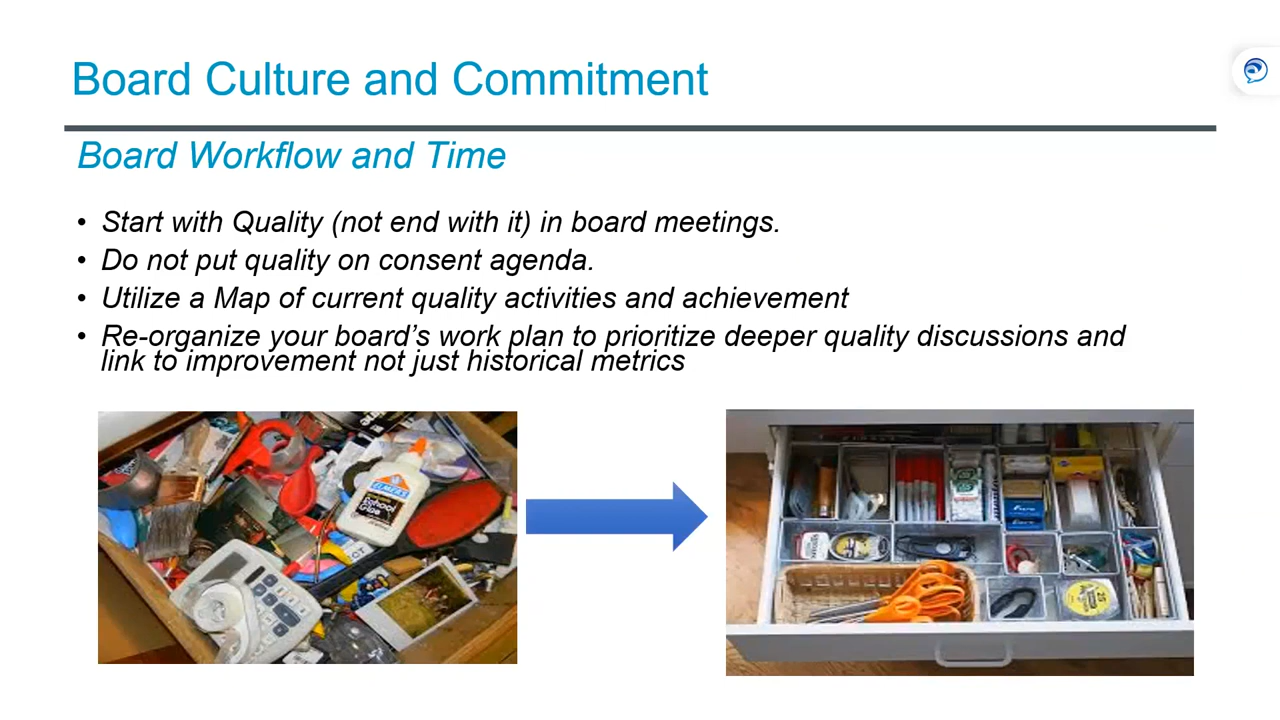 Board Culture and Commitment
Board Workflow and Time
• Start with Quality (not end with it) in board meetings.
• Do not put quality on consent agenda.
• Utilize a Map of current quality activities and achievement
• Re-organize your board’s work plan to prioritize deeper quality discussions and
link to improvement not just historical metrics
ELMER'S
School
Glue